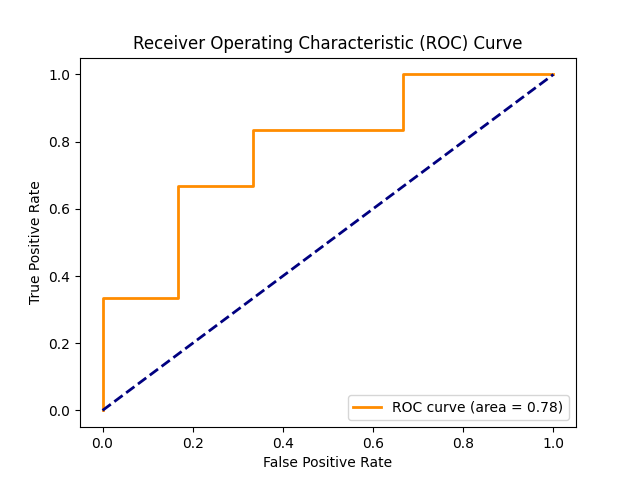 Receiver Operating Characteristic (ROC) Curve
1.0
0.8
0.6
0.4
0.2
0.0
True Positive Rate
ROC curve (area = 0.78)
0.0 0.2 0.4 0.6 0.8 1.0
False Positive Rate